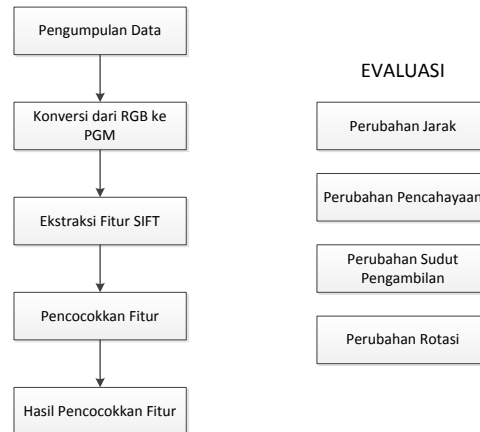 Pengumpulan Data
Konversi dari RGB ke
PGM
Ekstraksi Fitur SIFT
Pencocokkan Fitur
Hasil Pencocokkan Fitur
EVALUASI
Perubahan Jarak
Perubahan Pencahayaan
Perubahan Sudut
Pengambilan
Perubahan Rotasi